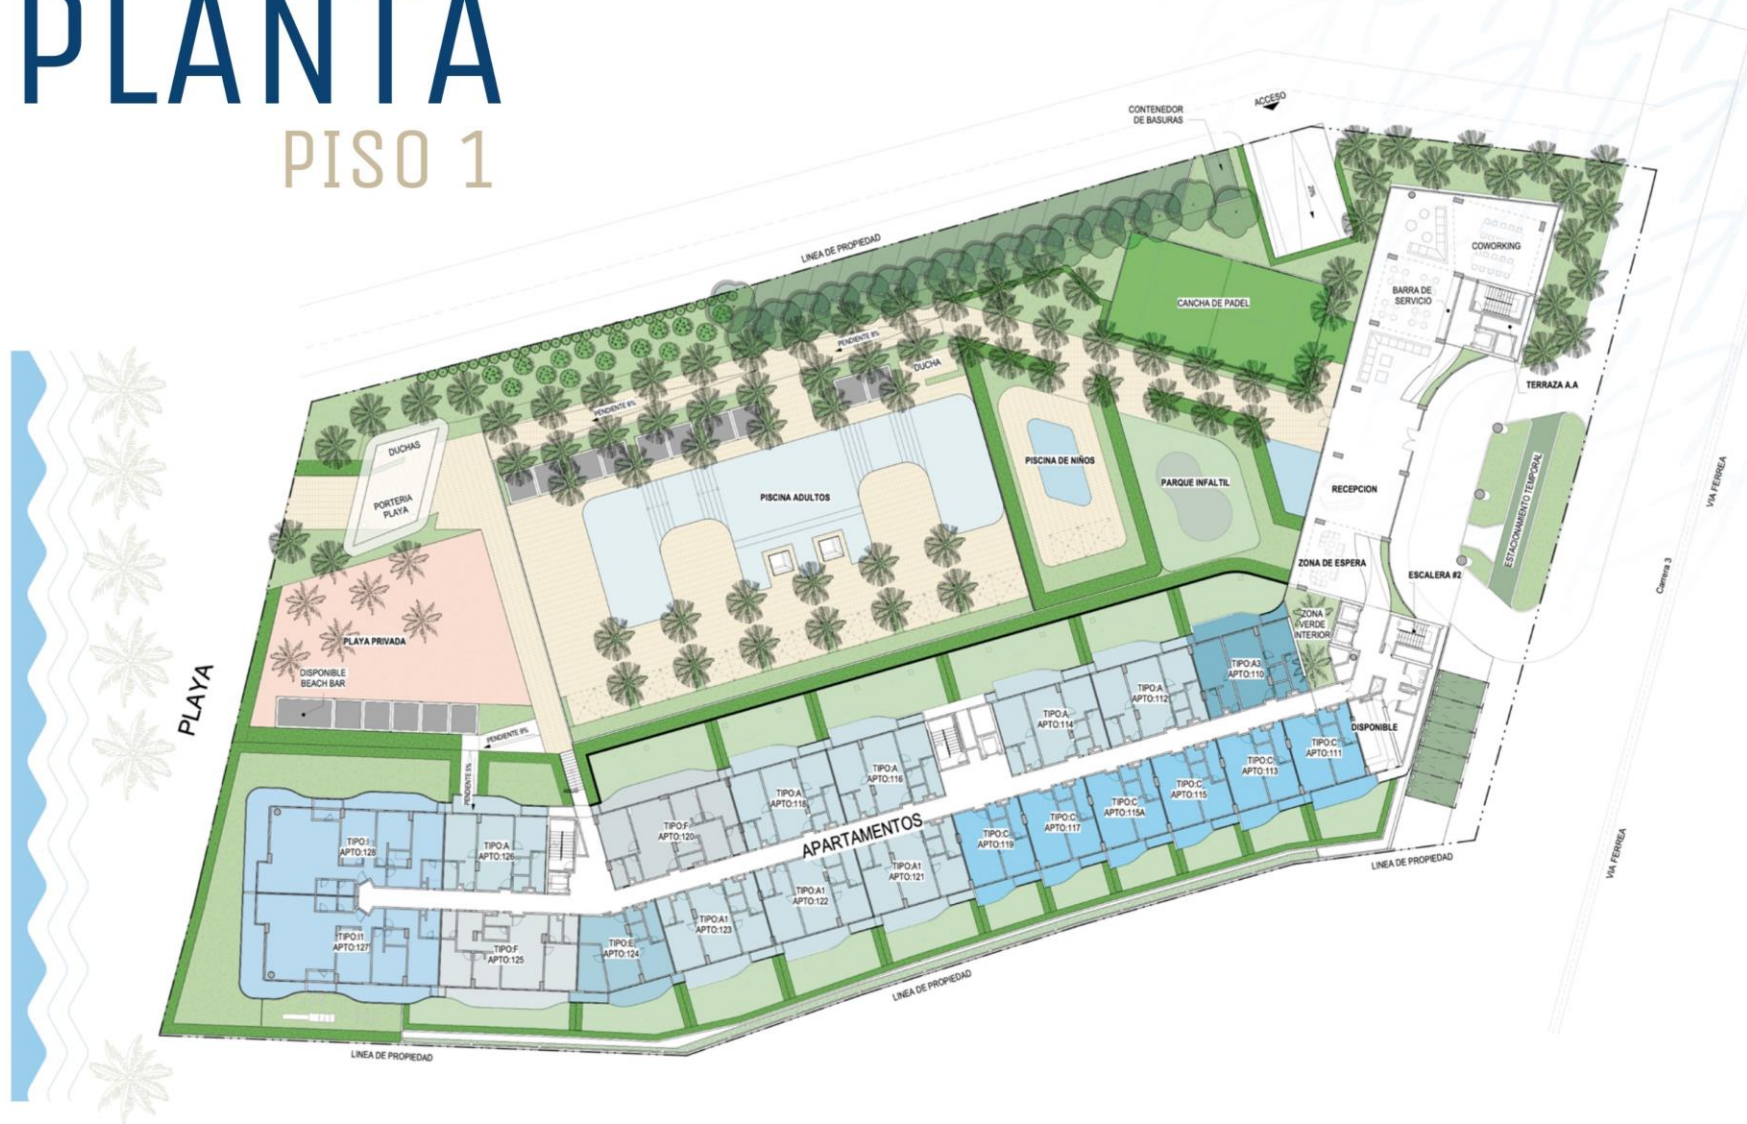 PLANTA
PISO 1
CONTENEDOR
DE BASURAS
ACCESO
LINEA DE PROPIEDAD
COWORKING
BARRA DE
SERVICIO
CANCHA DE PADEL
PENDIENTE 8%
DUCHA
TERRAZA A.A
PENDIENTE 8%
DUCHAS
PORTERIA
PLAYA
PISCINA ADULTOS
PISCINA DE NIÑOS
PARQUE INFALTIL
RECEPCION
ESTACIONAMIENTO TEMPORAL
VIA FERREA
ZONA DE ESPERA
ESCALERA #2
Carrera 3
ZONA
VERDE
INTERIOR
PLAYA PRIVADA
DISPONIBLE
BEACH BAR
PLAYA
TIPO:A3
APTO:110
TIPO:A
APTO:112
TIPO:A
APTO:114
DISPONIBLE
PENDIENTE 8%
PENDIENTE 5%
TIPO:C
APTO:111
TIPO:C
APTO:113
TIPO:C
APTO:115
TIPO:C
APTO:115A
TIPO:C
APTO:117
TIPO:C
APTO:119
TIPO:A
APTO:116
TIPO:A
APTO:118
TIPO:F
APTO:120
APARTAMENTOS
TIPO:I
APTO:128
TIPO:A
APTO:126
TIPO:A1
APTO:121
TIPO:A1
APTO:122
TIPO:A1
APTO:123
TIPO:E
APTO:124
TIPO:F
APTO:125
TIPO:I1
APTO:127
LINEA DE PROPIEDAD
VIA FERREA
LINEA DE PROPIEDAD
LINEA DE PROPIEDAD